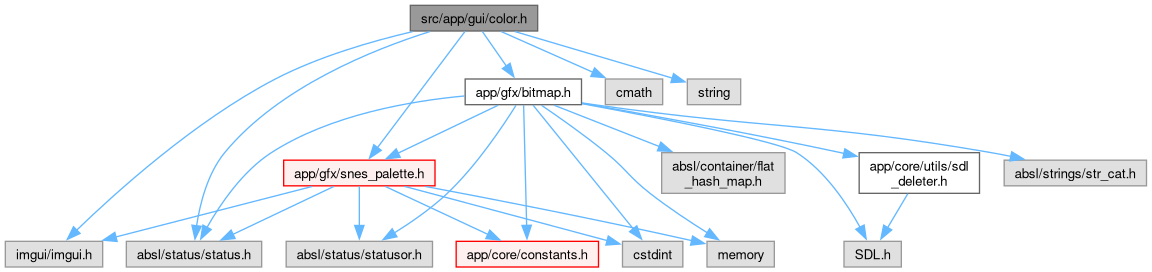 src/app/gui/color.h
app/gfx/bitmap.h
cmath
string
app/gfx/snes_palette.h
absl/container/flat
_hash_map.h
app/core/utils/sdl
_deleter.h
absl/strings/str_cat.h
imgui/imgui.h
absl/status/status.h
absl/status/statusor.h
app/core/constants.h
cstdint
memory
SDL.h